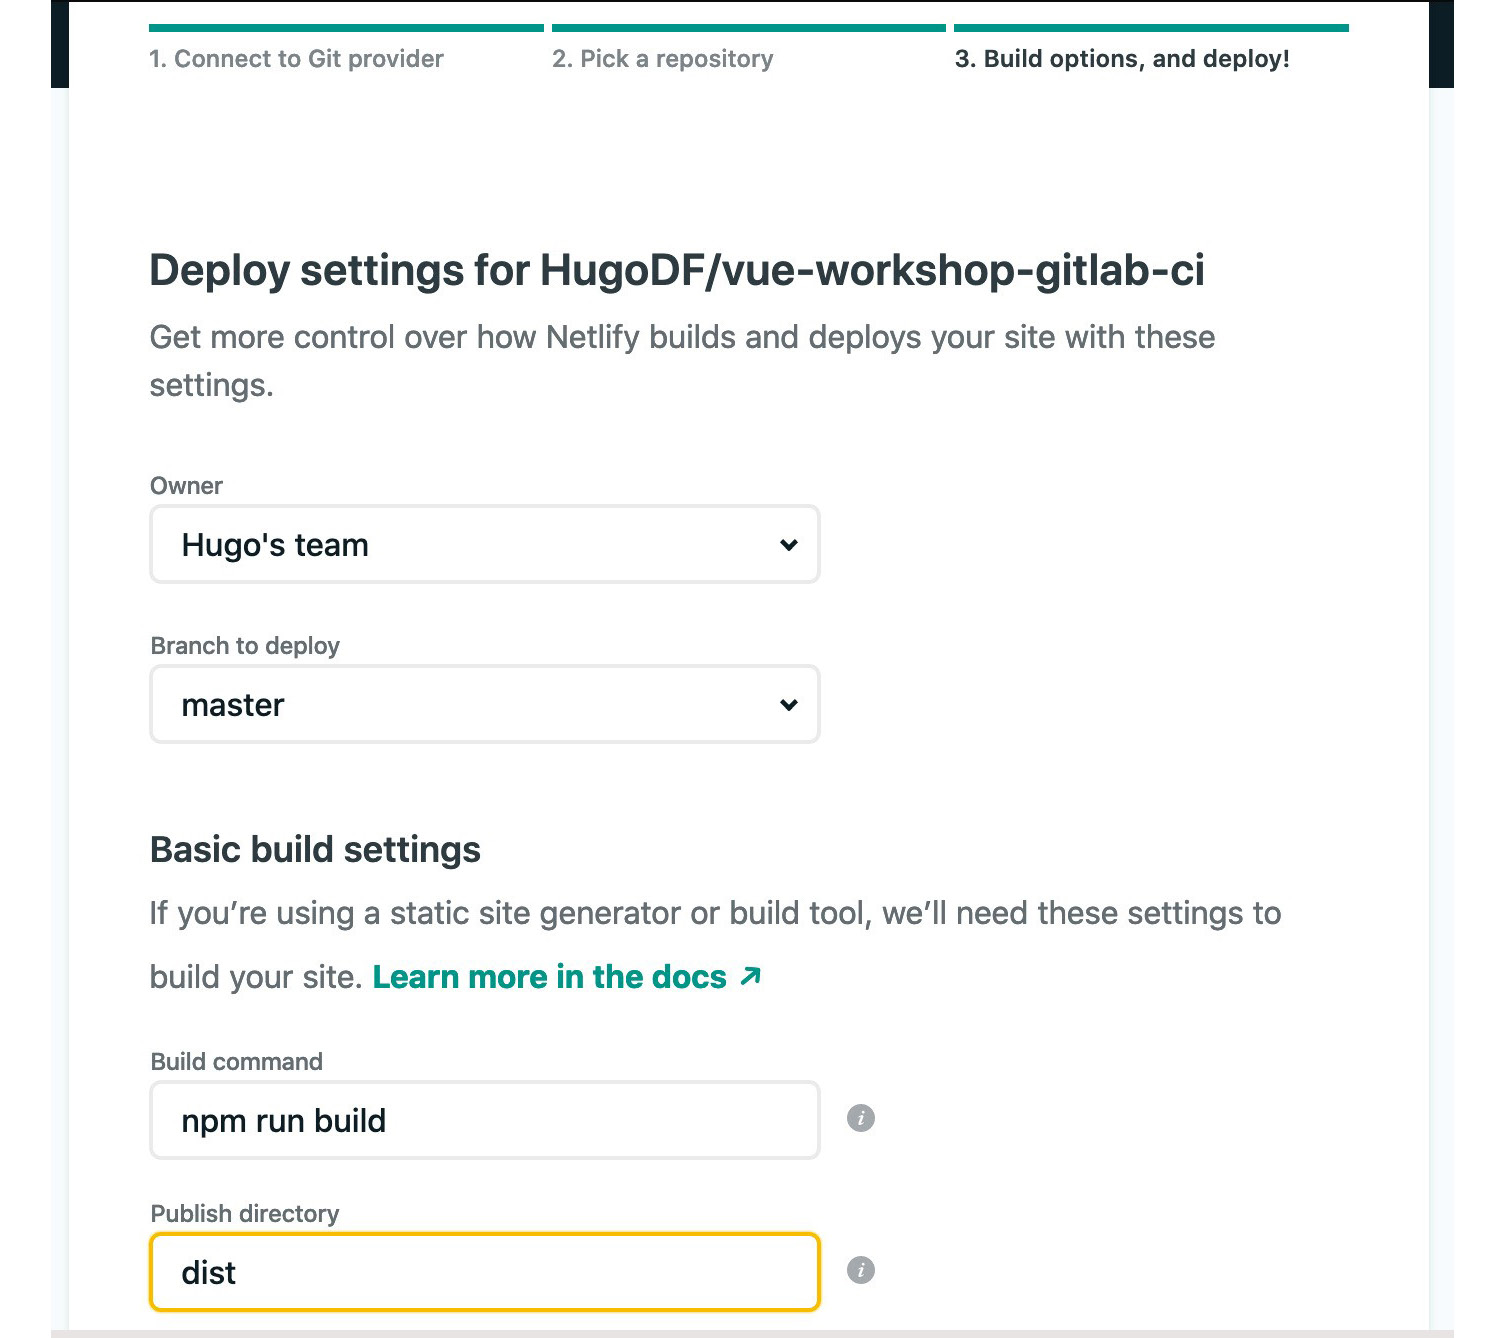 1. Connect to Git provider
2. Pick a repository
3. Build options, and deploy!
Deploy settings for HugoDF/vue-workshop-gitlab-ci
Get more control over how Netlify builds and deploys your site with these
settings.
Owner
Hugo's team
Branch to deploy
master
Basic build settings
If you’re using a static site generator or build tool, we’ll need these settings to
build your site. Learn more in the docs ↗
Build command
npm run build
i
Publish directory
dist
i